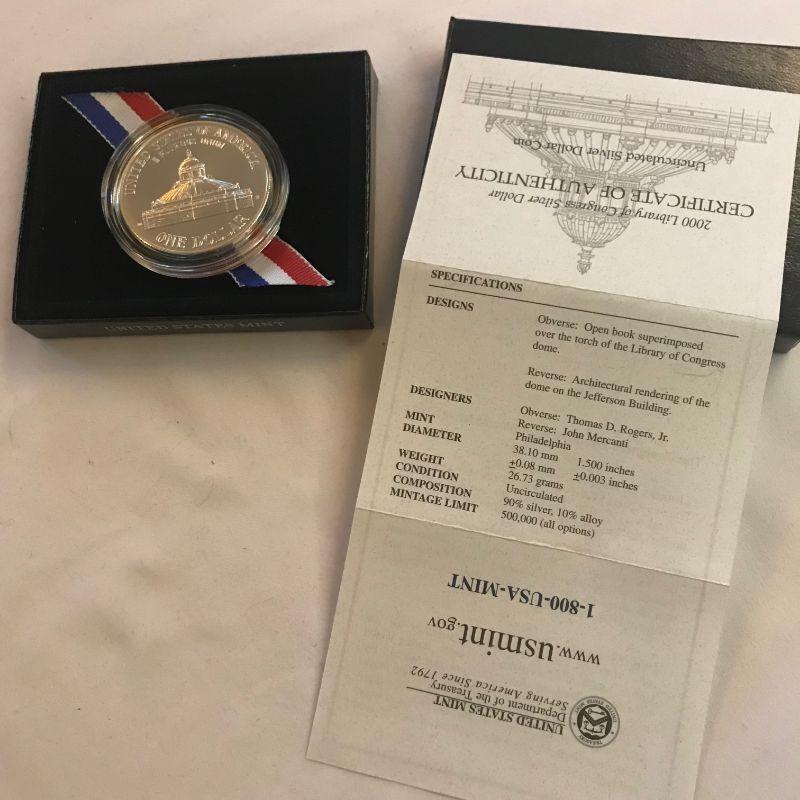 UNITED STATES OF AMERICA
E PLURIBUS UNUM
ONE DOLLAR
UNITED STATES MINT
2000 Library of Congress Silver Dollar
CERTIFICATE OF AUTHENTICITY
Uncirculated Silver Dollar Coin
SPECIFICATIONS
DESIGNS
Obverse: Open book superimposed
over the torch of the Library of Congress
dome.
Reverse: Architectural rendering of the
dome on the Jefferson Building.
DESIGNERS
Obverse: Thomas D. Rogers, Jr.
Reverse: John Mercanti
MINT Philadelphia
DIAMETER 38.10 mm 1.500 inches
±0.08 mm ±0.003 inches
WEIGHT 26.73 grams
CONDITION Uncirculated
COMPOSITION 90% silver, 10% alloy
MINTAGE LIMIT 500,000 (all options)
UNITED STATES MINT
Department of the Treasury
Serving America Since 1792
www.usmint.gov
1-800-USA-MINT